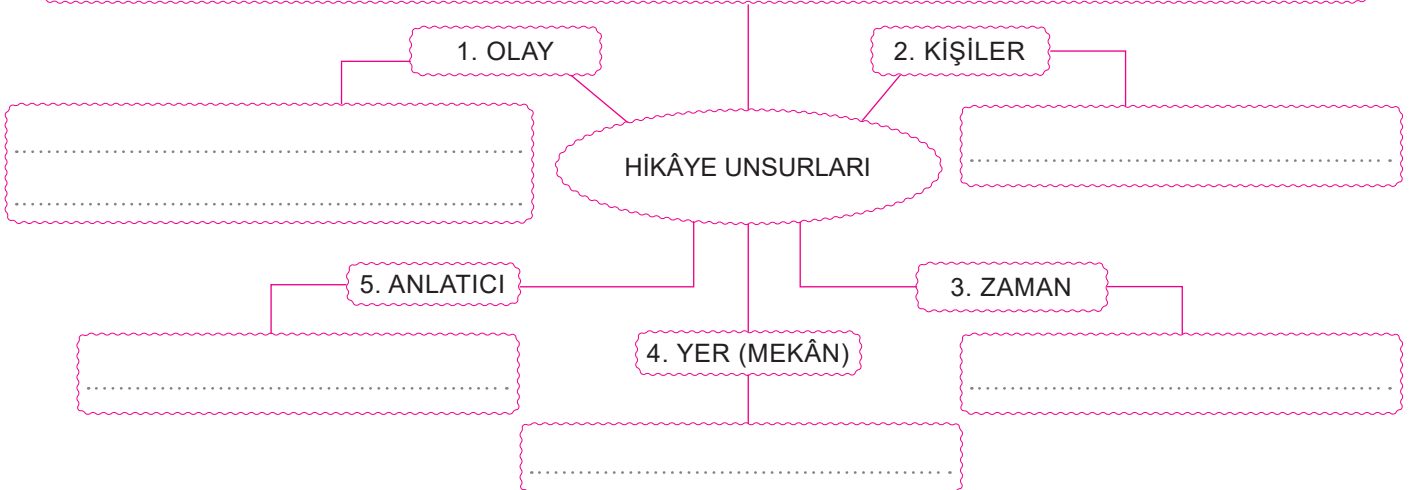 1. OLAY
2. KİŞİLER
HİKÂYE UNSURLARI
5. ANLATICI
3. ZAMAN
4. YER (MEKÂN)